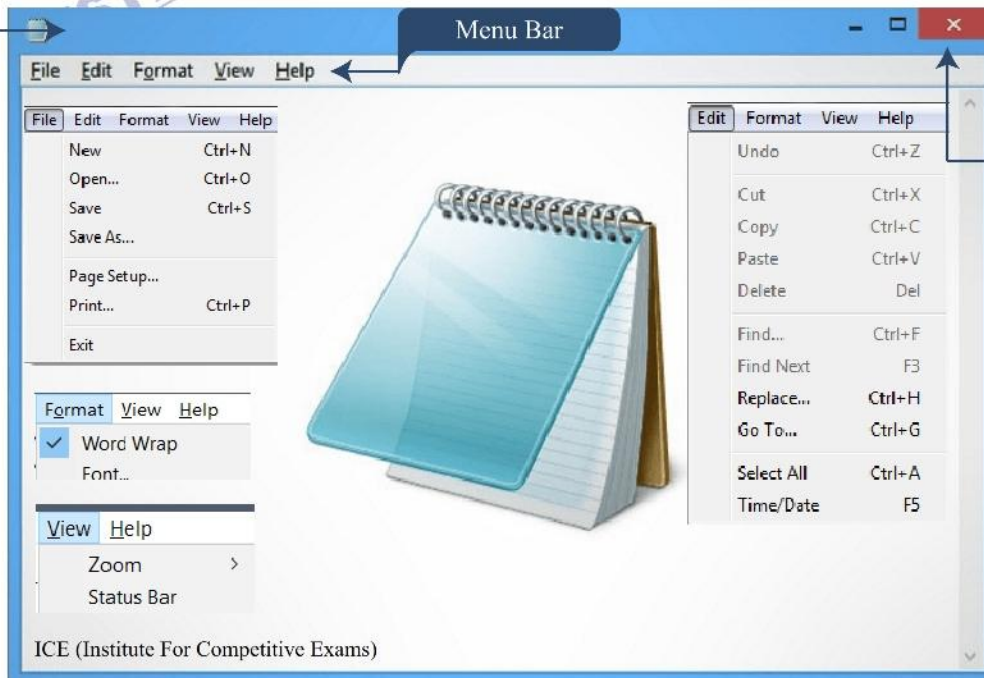 Menu Bar
File Edit Format View Help
File Edit Format View Help
New Ctrl+N
Open... Ctrl+O
Save Ctrl+S
Save As...
Page Setup...
Print... Ctrl+P
Exit
Format View Help
Word Wrap
Font...
View Help
Zoom >
Status Bar
Edit Format View Help
Undo Ctrl+Z
Cut Ctrl+X
Copy Ctrl+C
Paste Ctrl+V
Delete Del
Find... Ctrl+F
Find Next F3
Replace... Ctrl+H
Go To... Ctrl+G
Select All Ctrl+A
Time/Date F5
ICE (Institute For Competitive Exams)